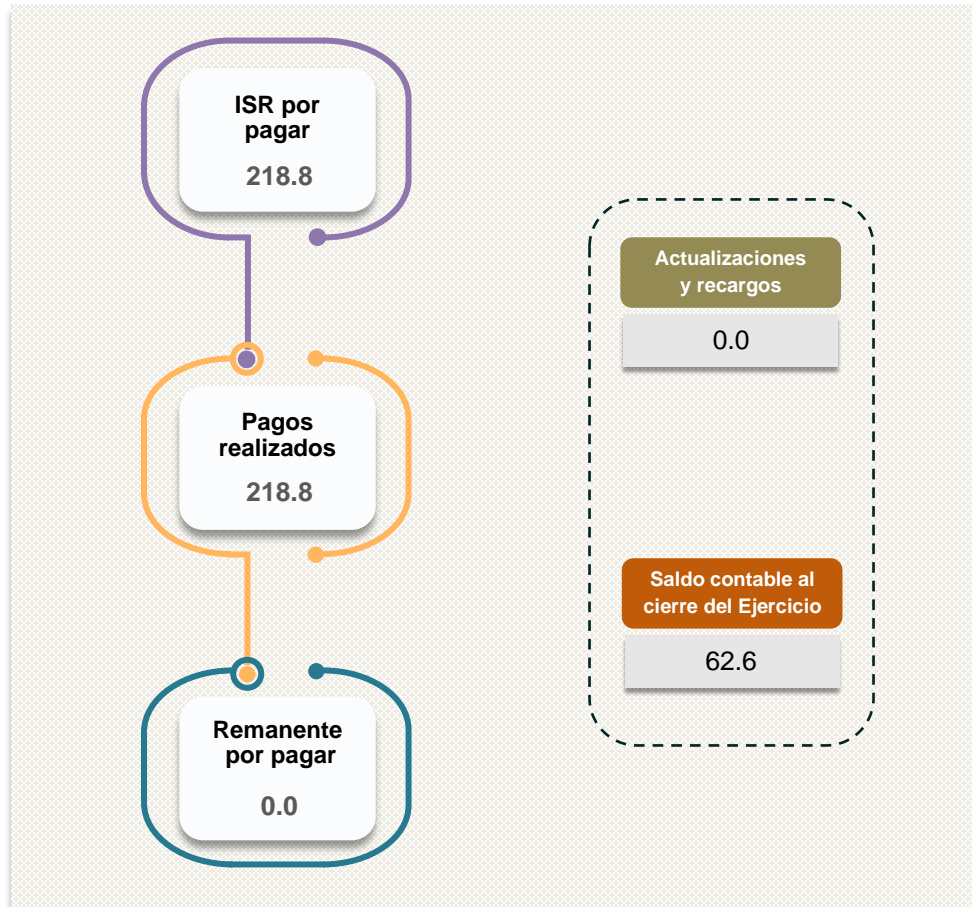 ISR por
pagar
218.8
Pagos
realizados
218.8
Remanente
por pagar
0.0
Actualizaciones
y recargos
0.0
Saldo contable al
cierre del Ejercicio
62.6